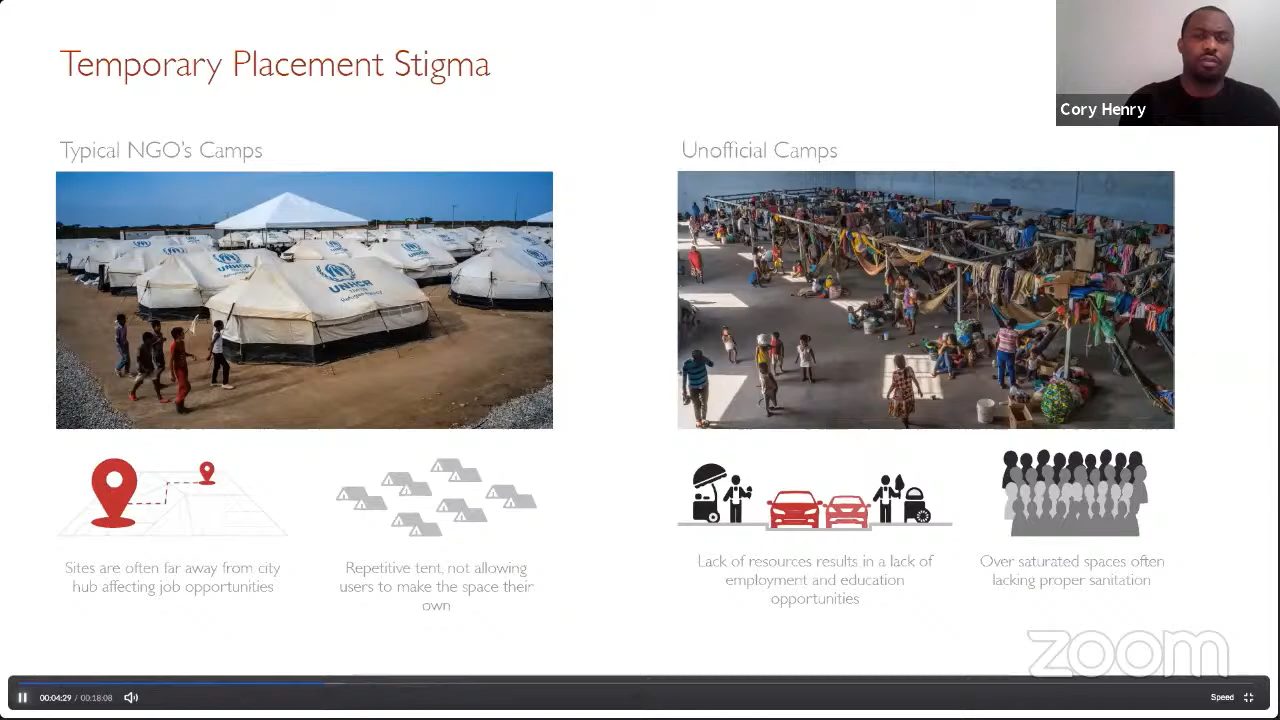 Temporary Placement Stigma
Cory Henry
Typical NGO's Camps
Unofficial Camps
UNHCR
UNHCR
UNHCR
Sites are often far away from city
hub affecting job opportunities
Repetitive tent, not allowing
users to make the space their
own
Lack of resources results in a lack of
employment and education
opportunities
Over saturated spaces often
lacking proper sanitation
zoom
00:04:29 / 00:18:08
Speed